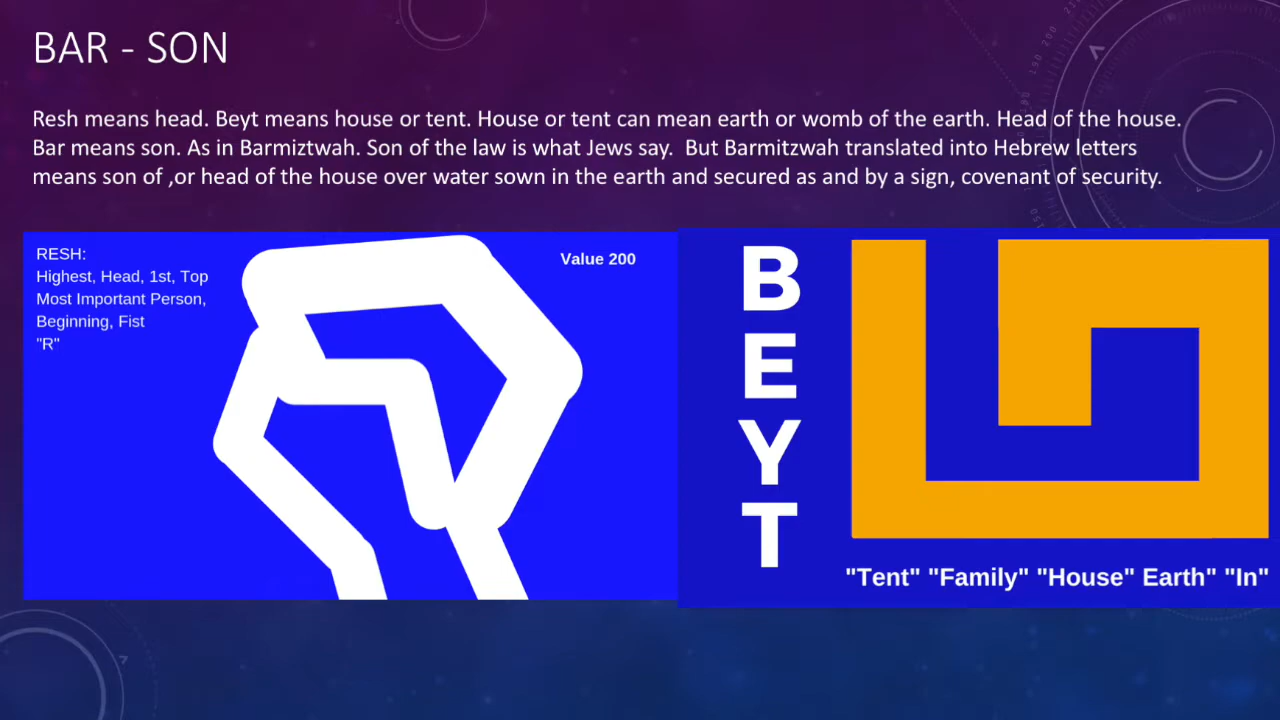 BAR - SON
Resh means head. Beyt means house or tent. House or tent can mean earth or womb of the earth. Head of the house.
Bar means son. As in Barmiztwah. Son of the law is what Jews say.  But Barmitzwah translated into Hebrew letters
means son of ,or head of the house over water sown in the earth and secured as and by a sign, covenant of security.
RESH:
Highest, Head, 1st, Top
Most Important Person,
Beginning, Fist
"R"
Value 200
B
E
Y
T
"Tent" "Family" "House" Earth" "In"
210
200
190
150